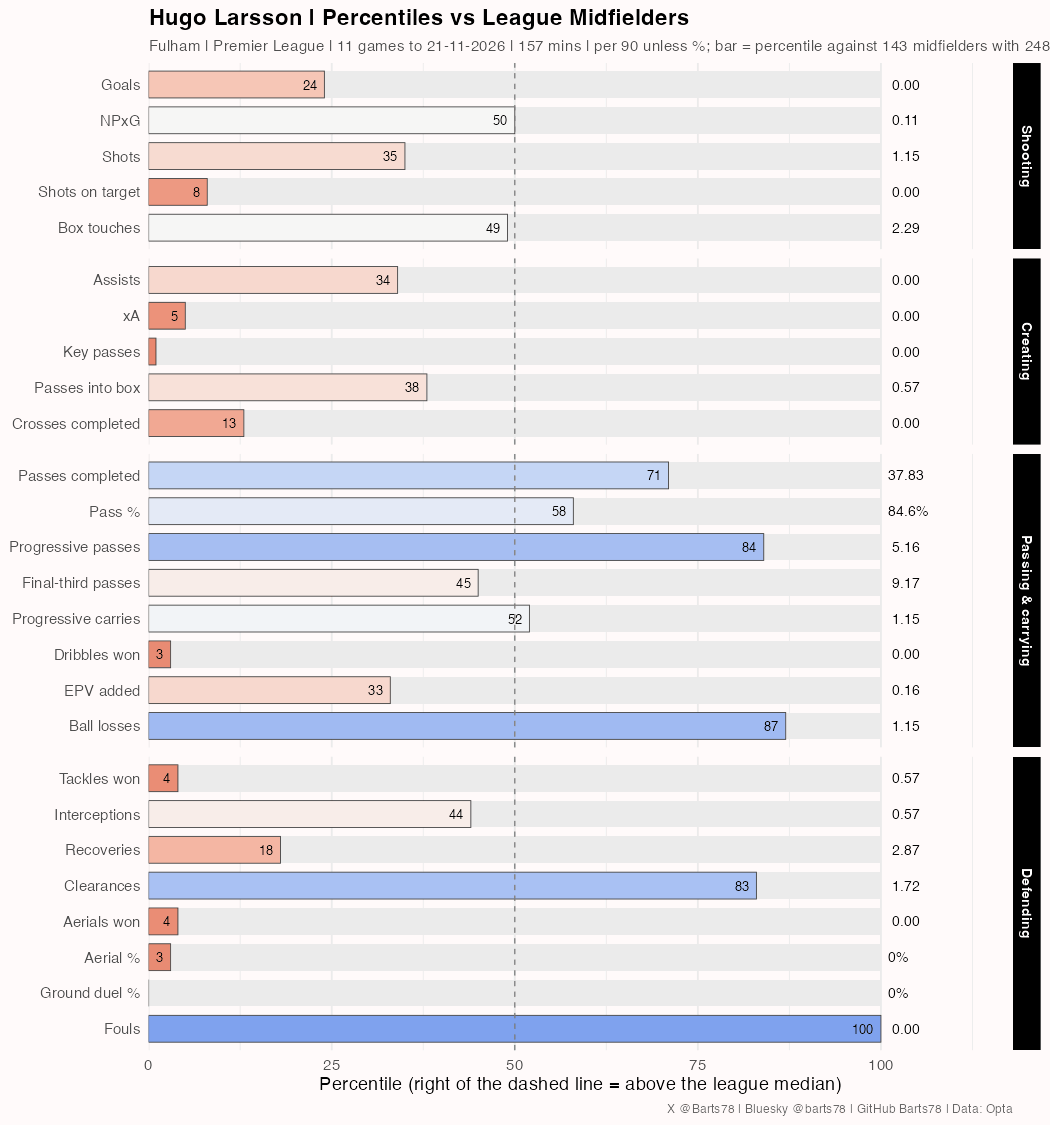 Hugo Larsson | Percentiles vs League Midfielders
Fulham | Premier League | 11 games to 21-11-2026 | 157 mins | per 90 unless %; bar = percentile against 143 midfielders with 248
Goals 24 0.00
NPxG 50 0.11
Shots 35 1.15
Shots on target 8 0.00
Box touches 49 2.29
Shooting
Assists 34 0.00
xA 5 0.00
Key passes 0.00
Passes into box 38 0.57
Crosses completed 13 0.00
Creating
Passes completed 71 37.83
Pass % 58 84.6%
Progressive passes 84 5.16
Final-third passes 45 9.17
Progressive carries 52 1.15
Dribbles won 3 0.00
EPV added 33 0.16
Ball losses 87 1.15
Passing & carrying
Tackles won 4 0.57
Interceptions 44 0.57
Recoveries 18 2.87
Clearances 83 1.72
Aerials won 4 0.00
Aerial % 3 0%
Ground duel % 0%
Fouls 100 0.00
Defending
0 25 50 75 100
Percentile (right of the dashed line = above the league median)
X @Barts78 | Bluesky @barts78 | GitHub Barts78 | Data: Opta